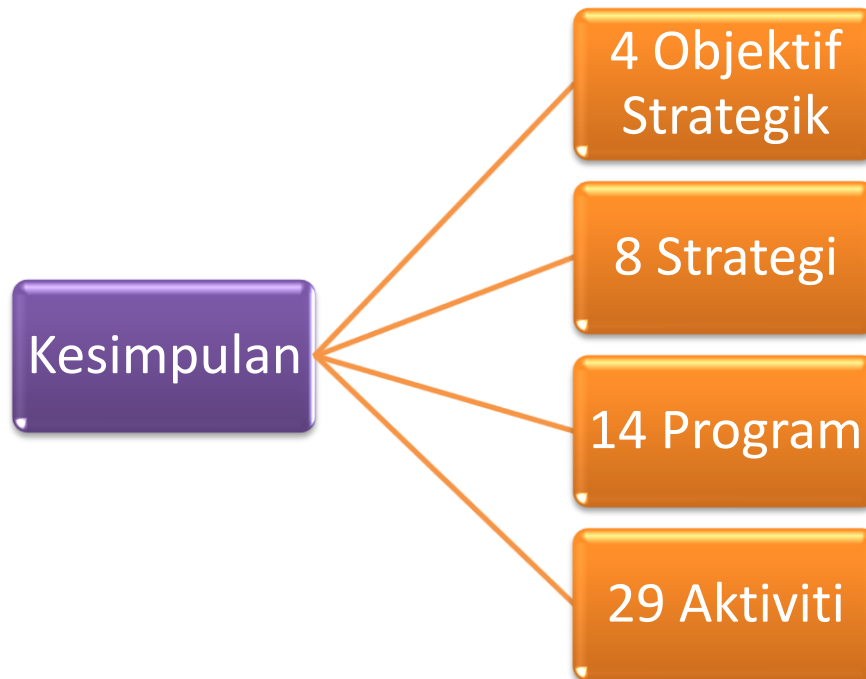 Kesimpulan
4 Objektif
Strategik
8 Strategi
14 Program
29 Aktiviti